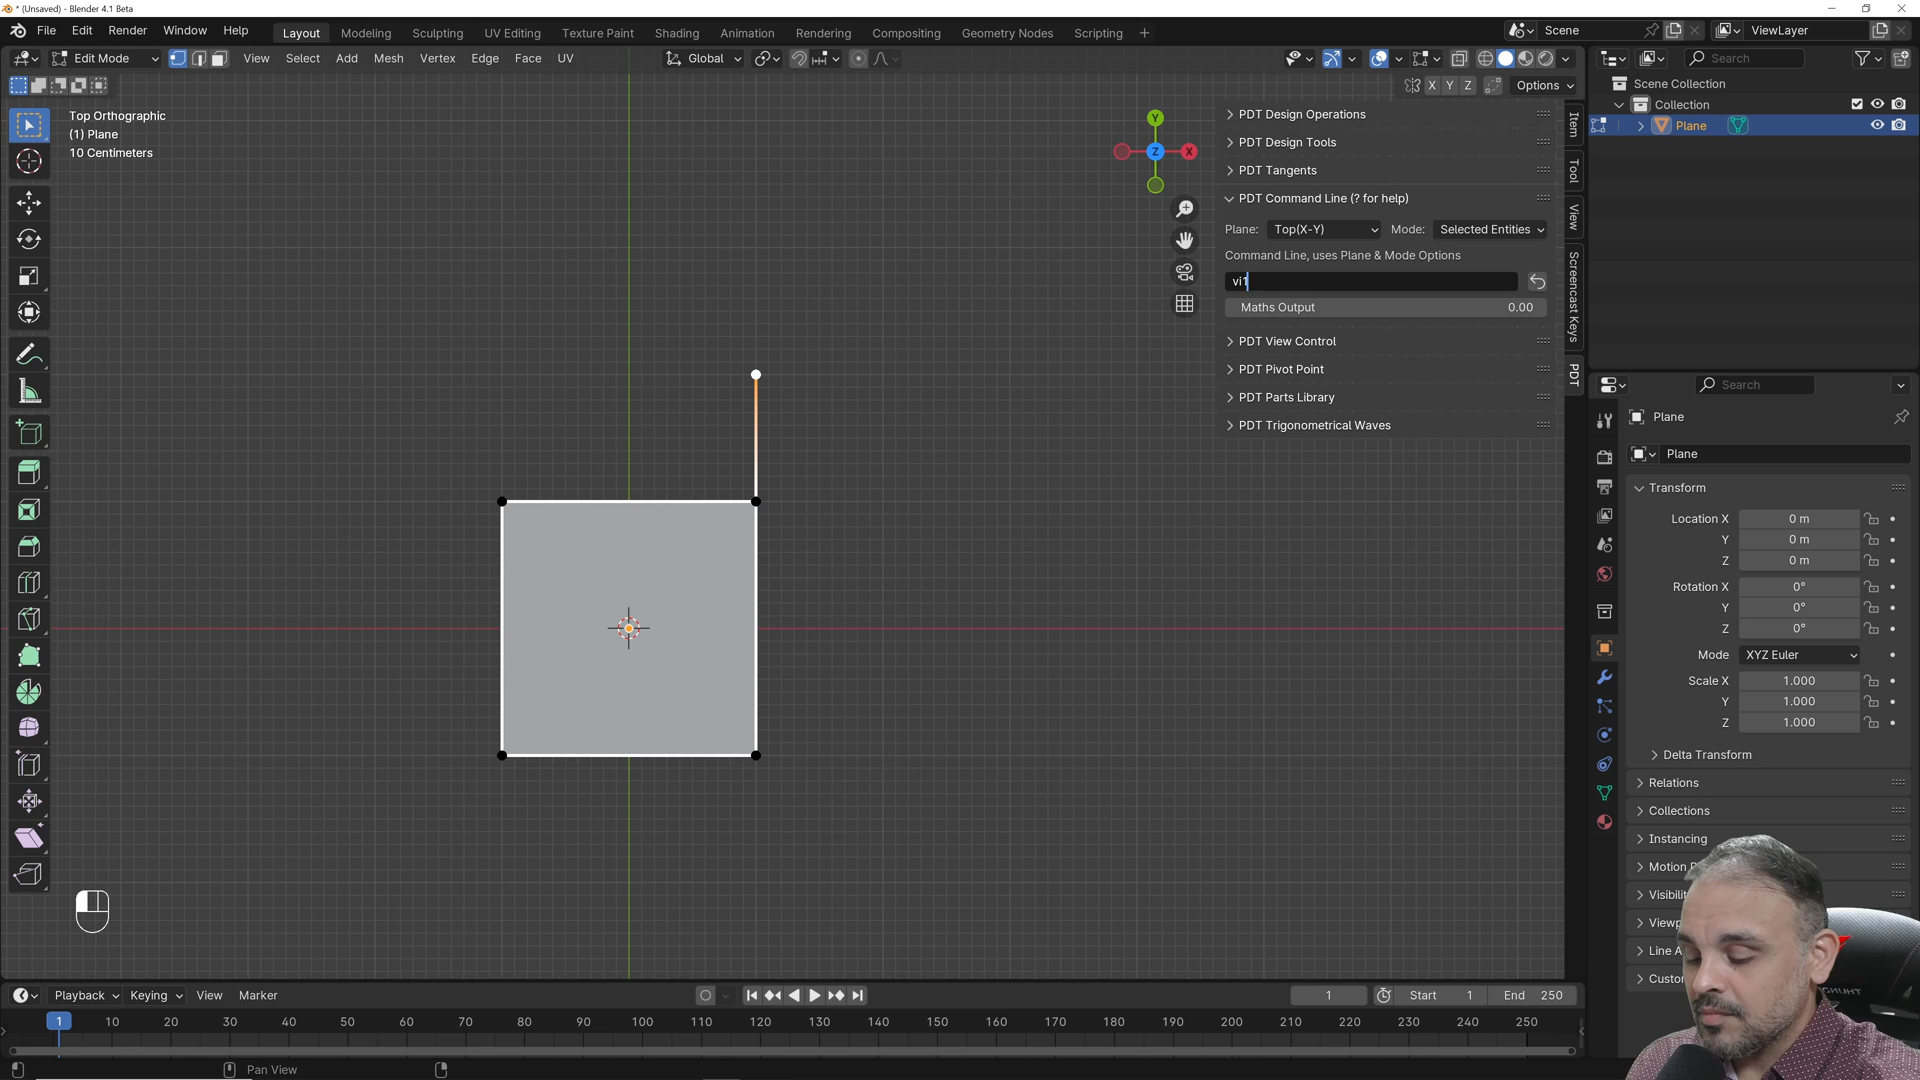 * (Unsaved) - Blender 4.1 Beta
File Edit Render Window Help Layout Modeling Sculpting UV Editing Texture Paint Shading Animation Rendering Compositing Geometry Nodes Scripting + Scene ViewLayer
Edit Mode View Select Add Mesh Vertex Edge Face UV Global Search
X Y Z Options
Scene Collection
Collection
Plane
Top Orthographic
(1) Plane
10 Centimeters
Y
Z X
PDT Design Operations
PDT Design Tools
PDT Tangents
PDT Command Line (? for help)
Plane: Top(X-Y) Mode: Selected Entities
Command Line, uses Plane & Mode Options
vi1
Maths Output 0.00
PDT View Control
PDT Pivot Point
PDT Parts Library
PDT Trigonometrical Waves
Item
Tool
View
Screencast Keys
PDT
Search
Plane
Plane
Transform
Location X 0 m
Y 0 m
Z 0 m
Rotation X 0°
Y 0°
Z 0°
Mode XYZ Euler
Scale X 1.000
Y 1.000
Z 1.000
Delta Transform
Relations
Collections
Instancing
Motion
Visibilit
Viewp
Line A
Custo
Playback Keying View Marker 1 Start 1 End 250
1 10 20 30 40 50 60 70 80 90 100 110 120 130 140 150 160 170 180 190 200 210 220 230 240 250
Pan View